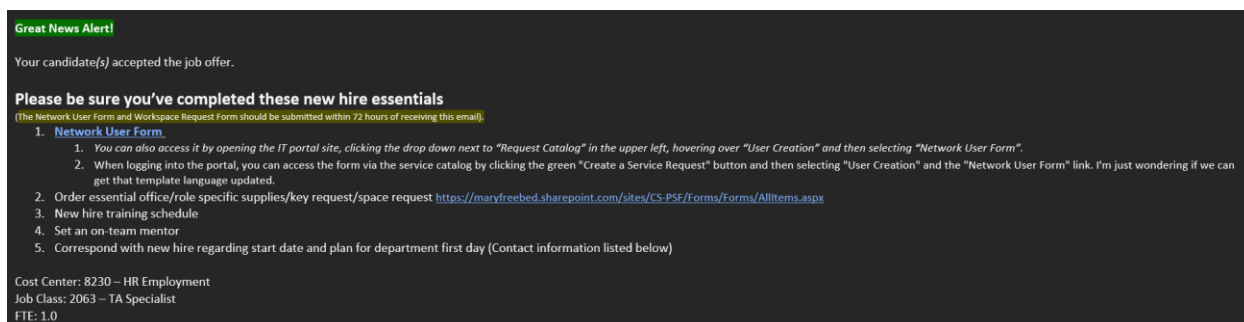 Great News Alert!
Your candidate(s) accepted the job offer.
Please be sure you've completed these new hire essentials
(The Network User Form and Workspace Request Form should be submitted within 72 hours of receiving this email).
1. Network User Form
1. You can also access it by opening the IT portal site, clicking the drop down next to "Request Catalog" in the upper left, hovering over "User Creation" and then selecting "Network User Form".
2. When logging into the portal, you can access the form via the service catalog by clicking the green "Create a Service Request" button and then selecting "User Creation" and the "Network User Form" link. I'm just wondering if we can
get that template language updated.
2. Order essential office/role specific supplies/key request/space request https://maryfreebed.sharepoint.com/sites/CS-PSF/Forms/Forms/AllItems.aspx
3. New hire training schedule
4. Set an on-team mentor
5. Correspond with new hire regarding start date and plan for department first day (Contact information listed below)
Cost Center: 8230 – HR Employment
Job Class: 2063 – TA Specialist
FTE: 1.0